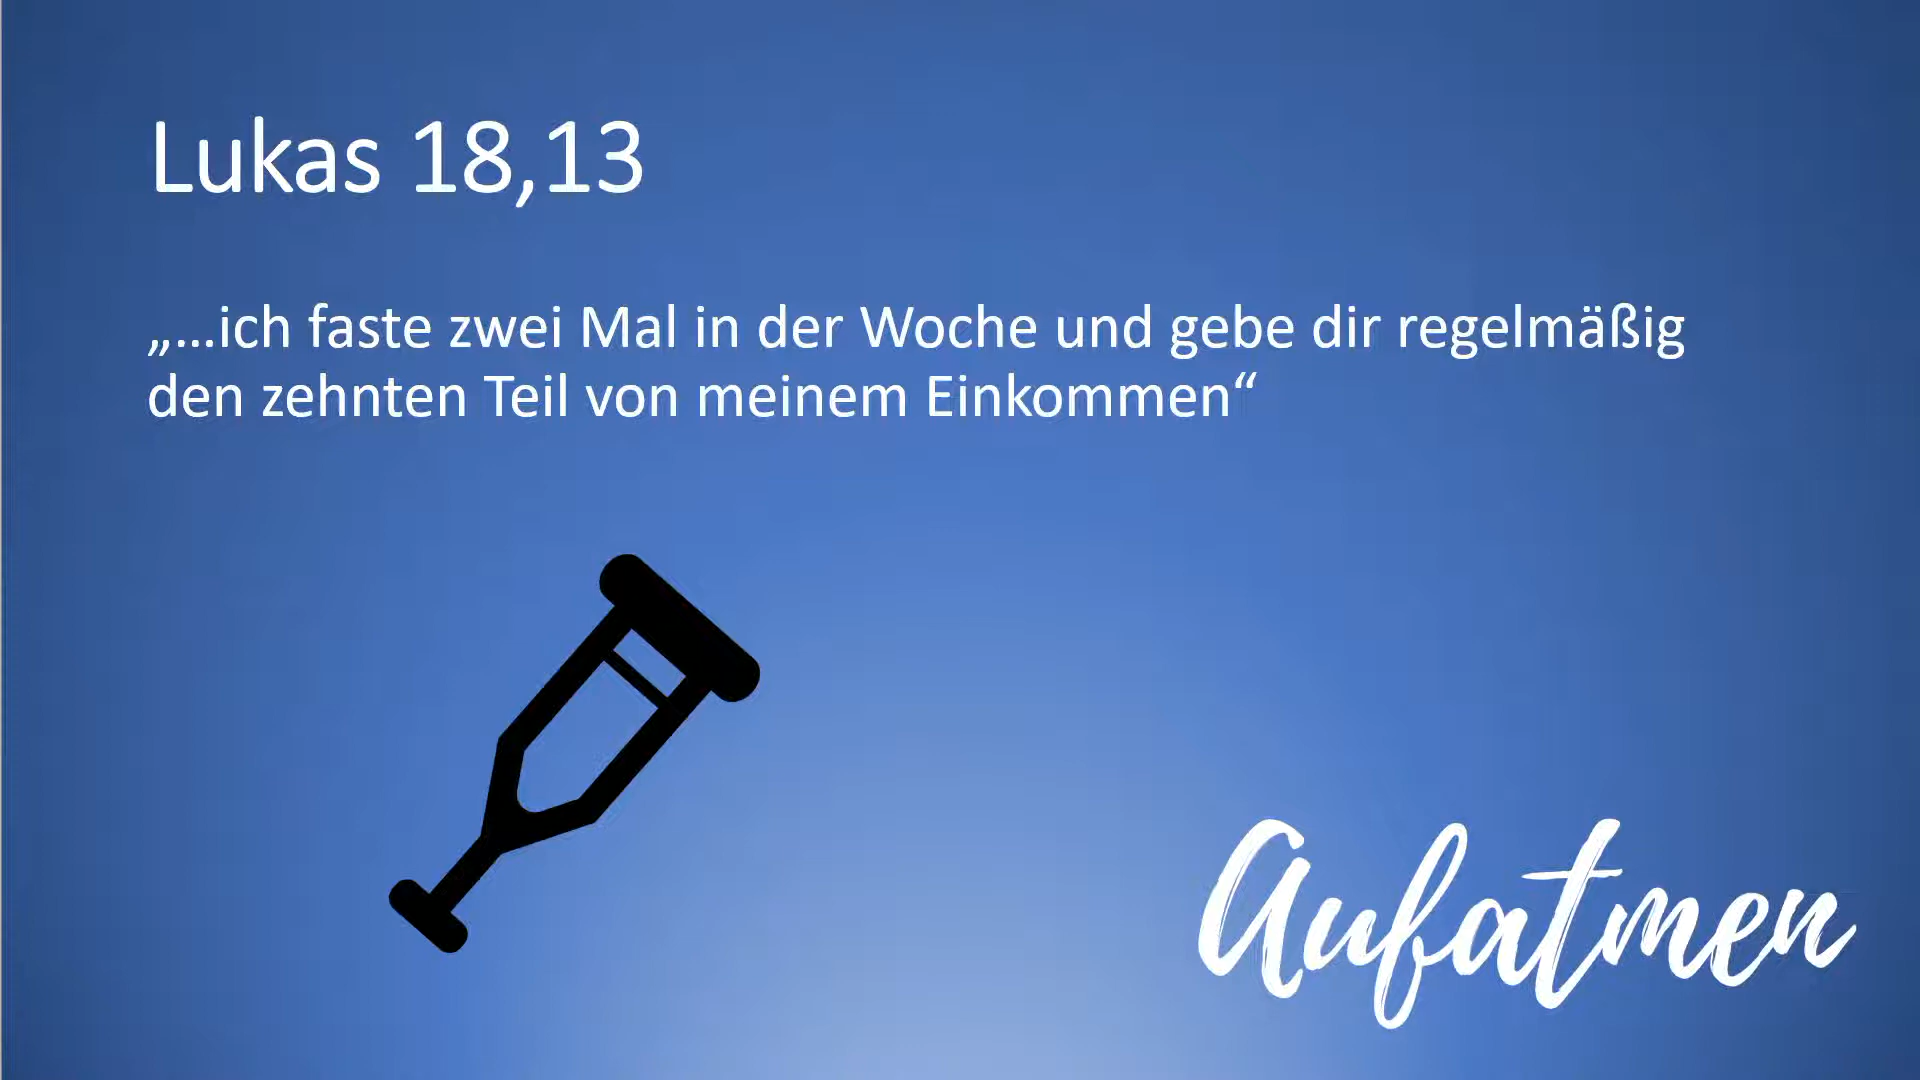 Lukas 18,13
„…ich faste zwei Mal in der Woche und gebe dir regelmäßig
den zehnten Teil von meinem Einkommen“
Aufatmen